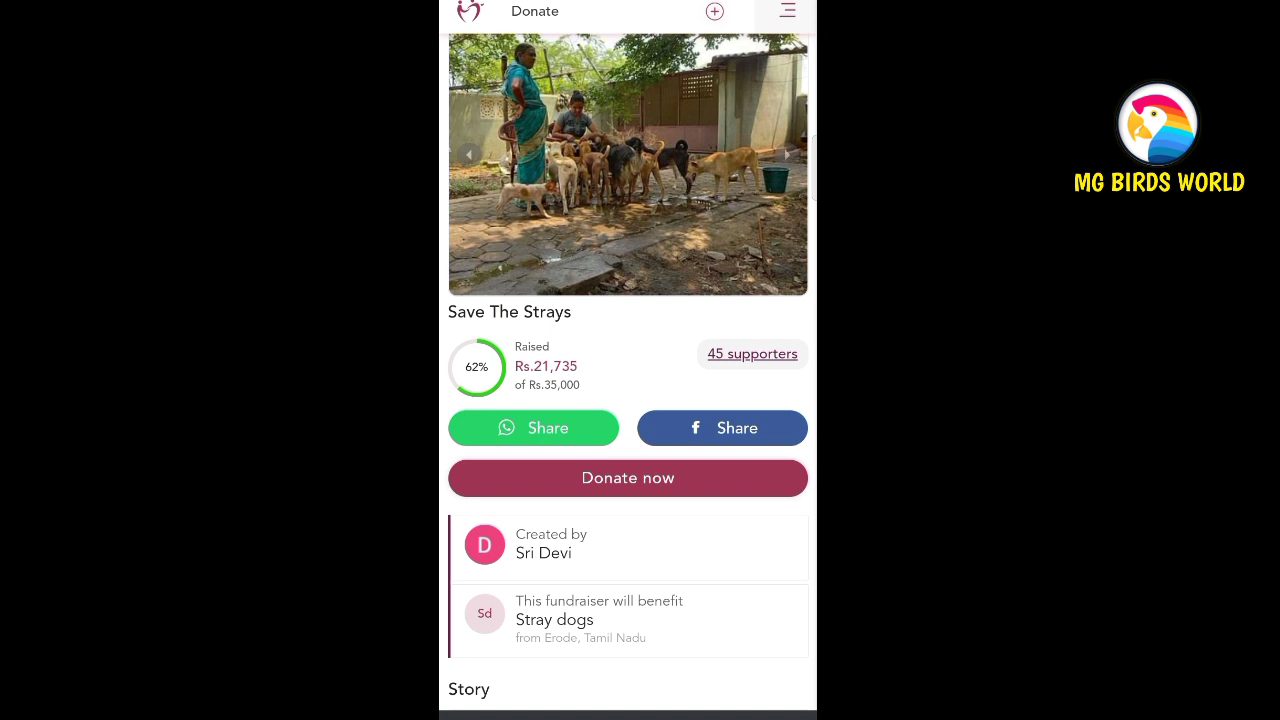 Donate
MG BIRDS WORLD
Save The Strays
62%
Raised
Rs.21,735
of Rs.35,000
45 supporters
Share
Share
Donate now
D
Created by
Sri Devi
Sd
This fundraiser will benefit
Stray dogs
from Erode, Tamil Nadu
Story